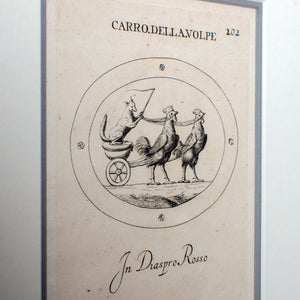 CARRO.DELLA.VOLPE 102
In Diaspro Rosso